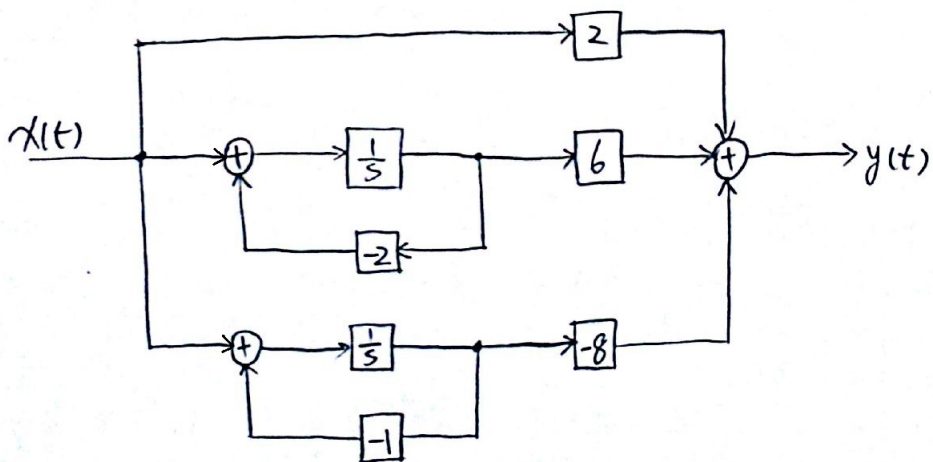 2
x(t)
+
1/s
6
+
y(t)
-2
+
1/s
-8
-1